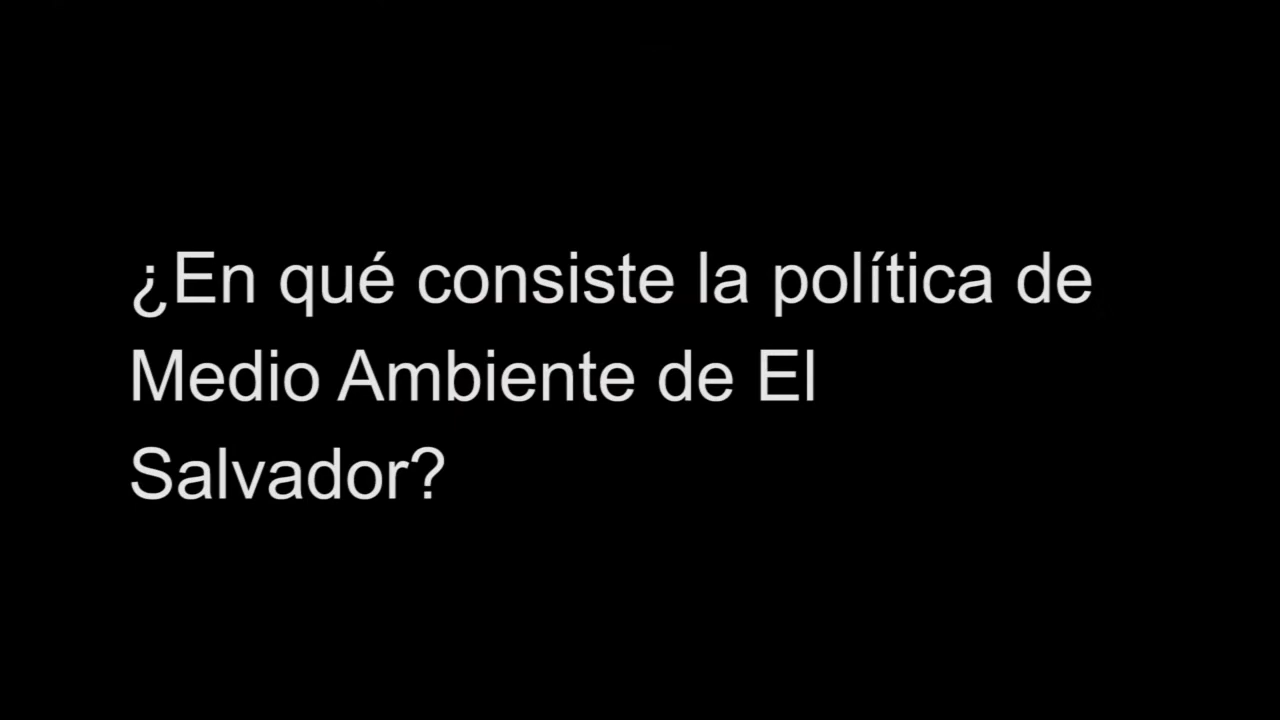 ¿En qué consiste la política de
Medio Ambiente de El
Salvador?